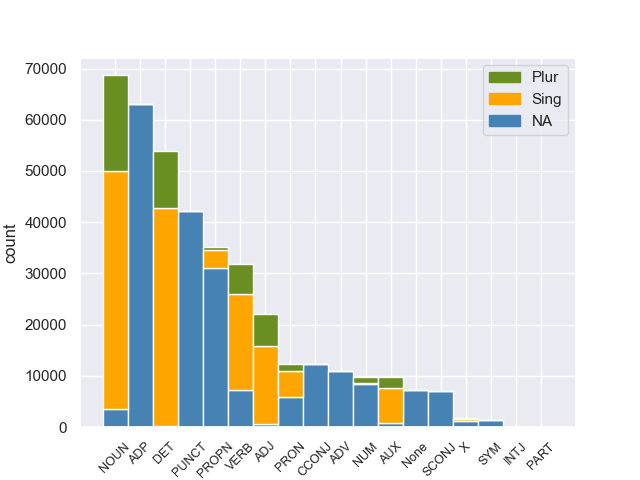 70000
60000
50000
40000
30000
20000
10000
0
count
Plur
Sing
NA
NOUN
ADP
DET
PUNCT
PROPN
VERB
ADJ
PRON
CCONJ
ADV
NUM
AUX
None
SCONJ
X
SYM
INTJ
PART